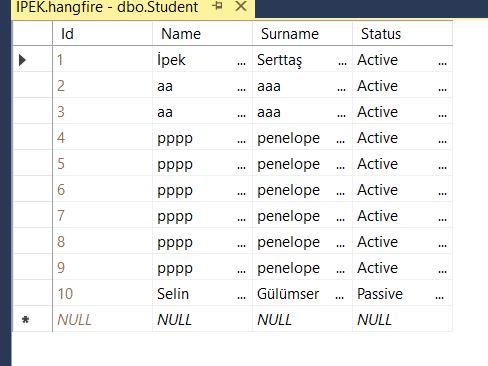 IPEK.hangfire - dbo.Student
Id Name Surname Status
1 İpek ... Serttaş ... Active ...
2 aa ... aaa ... Active ...
3 aa ... aaa ... Active ...
4 pppp ... penelope ... Active ...
5 pppp ... penelope ... Active ...
6 pppp ... penelope ... Active ...
7 pppp ... penelope ... Active ...
8 pppp ... penelope ... Active ...
9 pppp ... penelope ... Active ...
10 Selin ... Gülümser ... Passive ...
* NULL NULL NULL NULL